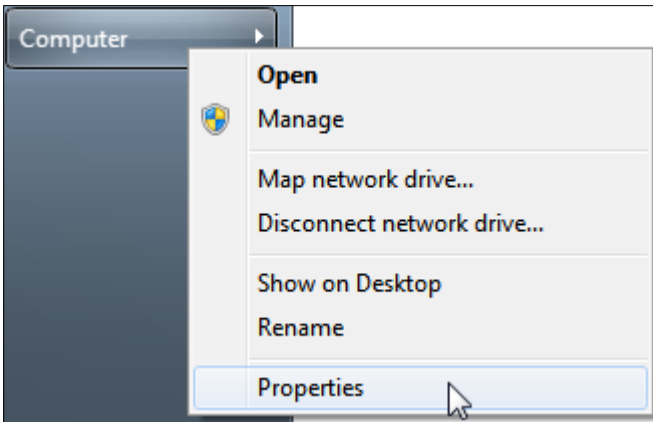 Computer
Open
Manage
Map network drive...
Disconnect network drive...
Show on Desktop
Rename
Properties